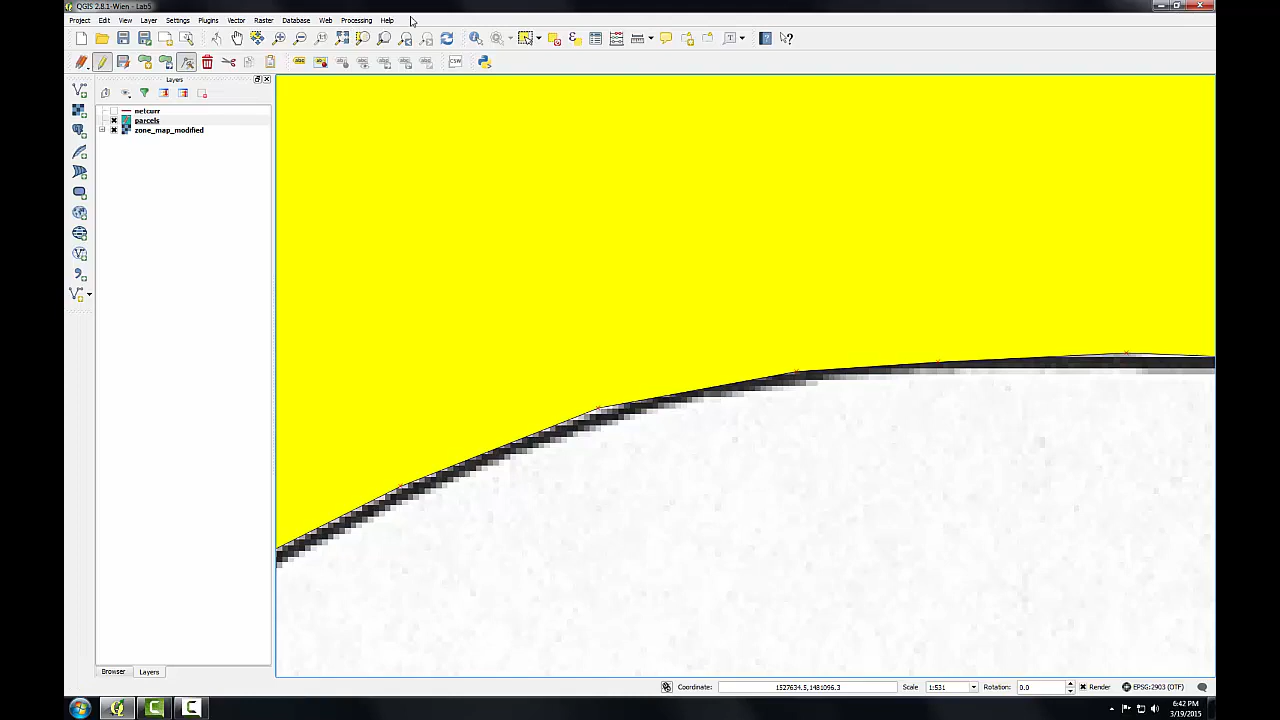 QGIS 2.8.1-Wien - Lab5
Project Edit View Layer Settings Plugins Vector Raster Database Web Processing Help
CSW
Layers
netcurr
parcels
zone_map_modified
Browser Layers
Coordinate: 1527634.5,1481096.3 Scale 1:531 Rotation: 0.0 Render EPSG:2903 (OTF)
6:42 PM
3/19/2015